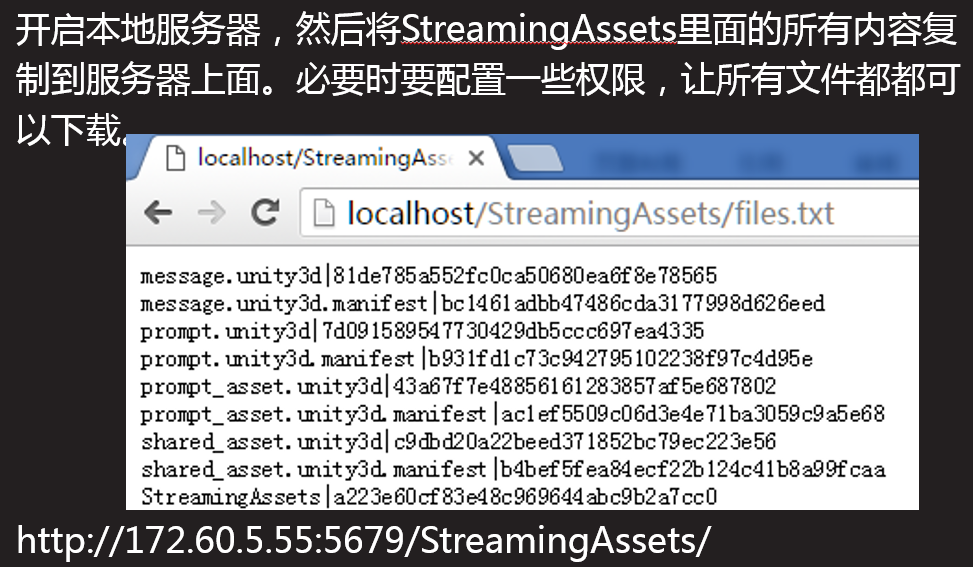 开启本地服务器，然后将StreamingAssets里面的所有内容复
制到服务器上面。必要时要配置一些权限，让所有文件都都可
以下载。
localhost/StreamingAsse
localhost/StreamingAssets/files.txt
message.unity3d|81de785a552fc0ca50680ea6f8e78565
message.unity3d.manifest|bc1461adbb47486cda3177998d626eed
prompt.unity3d|7d091589547730429db5ccc697ea4335
prompt.unity3d.manifest|b931fd1c73c942795102238f97c4d95e
prompt_asset.unity3d|43a67f7e48856161283857af5e687802
prompt_asset.unity3d.manifest|ac1ef5509c06d3e4e71ba3059c9a5e68
shared_asset.unity3d|c9dbd20a22beed371852bc79ec223e56
shared_asset.unity3d.manifest|b4bef5fea84ecf22b124c41b8a99fcaa
StreamingAssets|a223e60cf83e48c969644abc9b2a7cc0
http://172.60.5.55:5679/StreamingAssets/